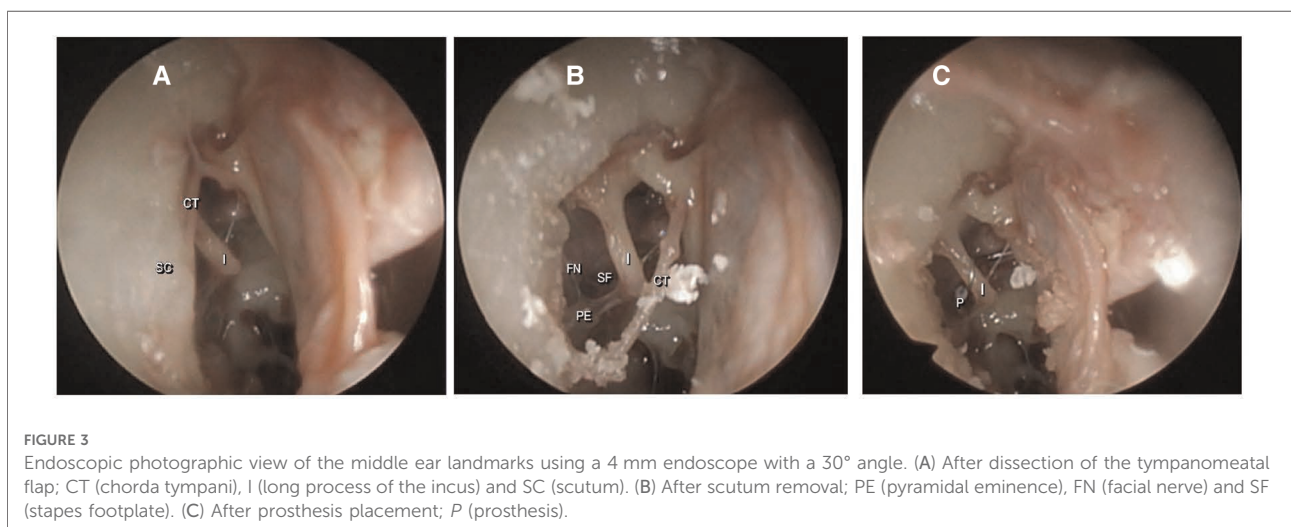 A
B
C
CT
SC
I
FN
SF
I
CT
PE
P
I
FIGURE 3
Endoscopic photographic view of the middle ear landmarks using a 4 mm endoscope with a 30° angle. (A) After dissection of the tympanomeatal
flap; CT (chorda tympani), I (long process of the incus) and SC (scutum). (B) After scutum removal; PE (pyramidal eminence), FN (facial nerve) and SF
(stapes footplate). (C) After prosthesis placement; P (prosthesis).